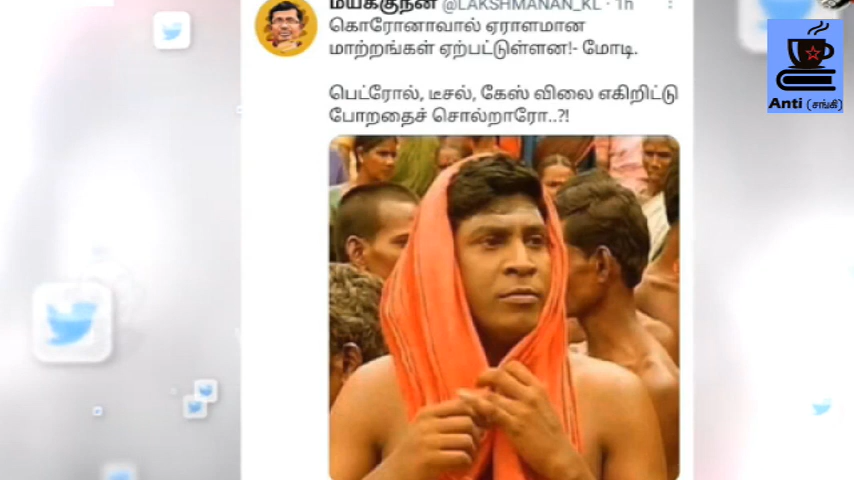 மயக்குநன் @LAKSHMANAN_KL · 1h
கொரோனாவால் ஏராளமான
மாற்றங்கள் ஏற்பட்டுள்ளன!- மோடி.
பெட்ரோல், டீசல், கேஸ் விலை எகிறிட்டு
போறதைச் சொல்றாரோ..?!
Anti (சங்கி)